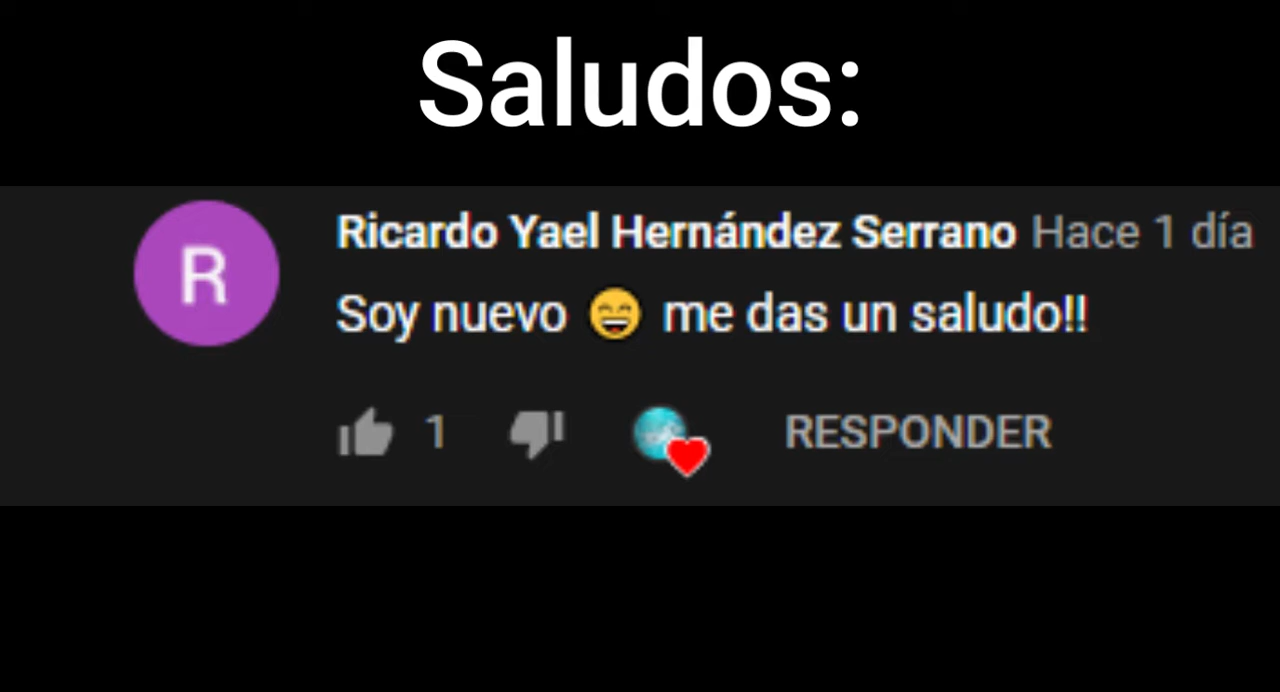 Saludos:
R
Ricardo Yael Hernández Serrano Hace 1 día
Soy nuevo 😄 me das un saludo!!
1 RESPONDER